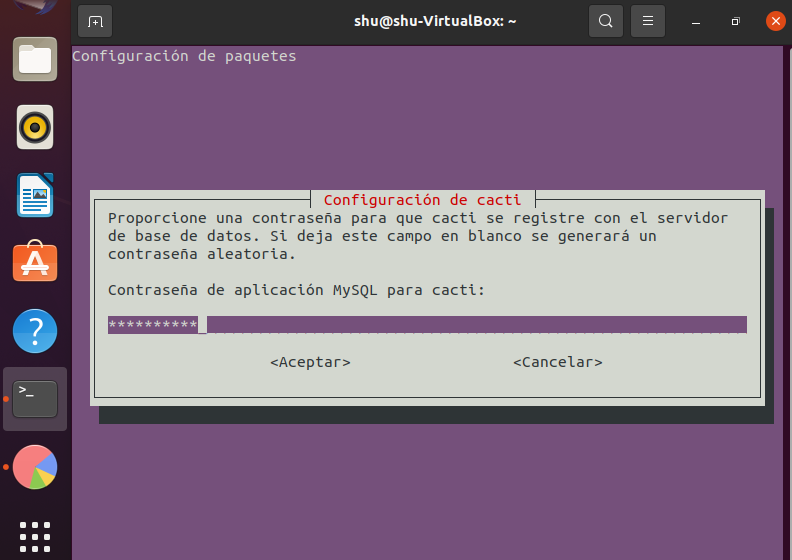 shu@shu-VirtualBox: ~
Configuración de paquetes
Configuración de cacti
Proporcione una contraseña para que cacti se registre con el servidor
de base de datos. Si deja este campo en blanco se generará un
contraseña aleatoria.
Contraseña de aplicación MySQL para cacti:
**********_
<Aceptar> <Cancelar>
?
>_